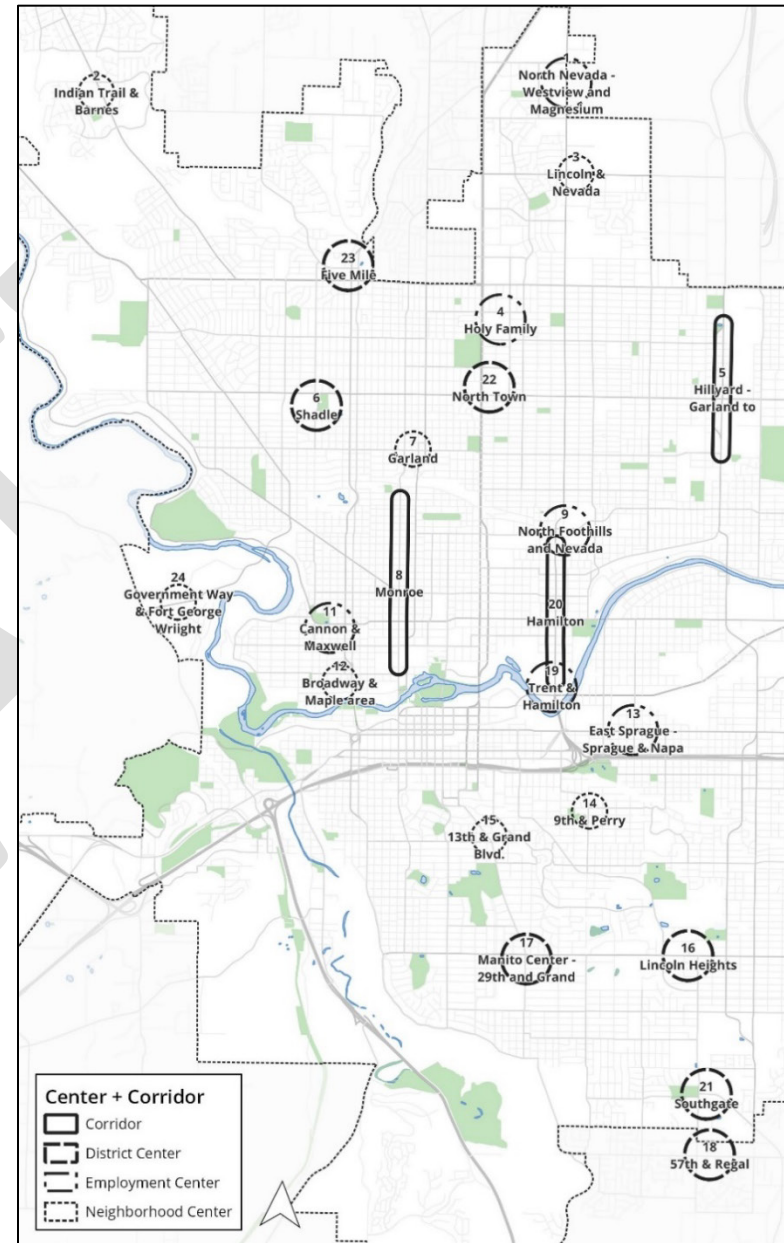 1
North Nevada -
Westview and
Magnesium
2
Indian Trail &
Barnes
3
Lincoln &
Nevada
23
Five Mile
4
Holy Family
5
Hillyard -
Garland to
22
North Town
6
Shadle
7
Garland
9
North Foothills
and Nevada
8
Monroe
20
Hamilton
24
Government Way
& Fort George
Wriight
11
Cannon &
Maxwell
12
Broadway &
Maple area
19
Trent &
Hamilton
13
East Sprague -
Sprague & Napa
14
9th & Perry
15
13th & Grand
Blvd.
17
Manito Center -
29th and Grand
16
Lincoln Heights
21
Southgate
18
57th & Regal
Center + Corridor
Corridor
District Center
Employment Center
Neighborhood Center